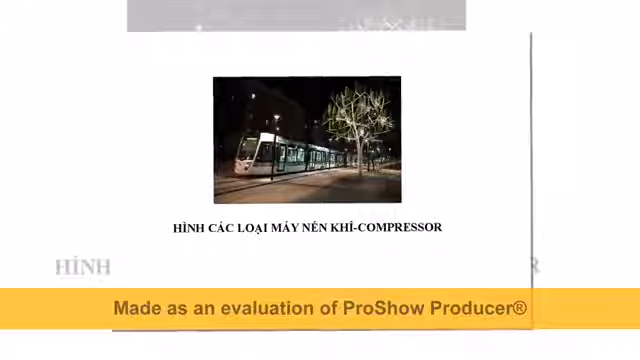 HÌNH CÁC LOẠI MÁY NÉN KHÍ-COMPRESSOR
HÌNH
R
Made as an evaluation of ProShow Producer®